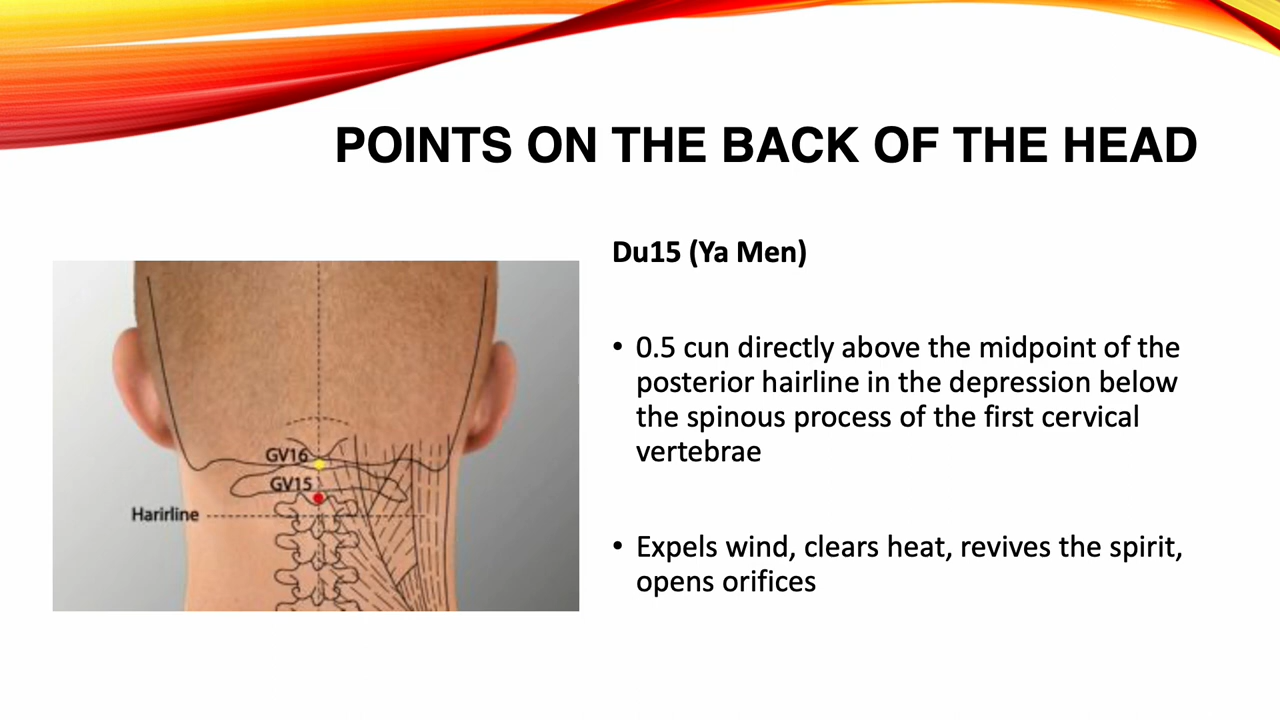 POINTS ON THE BACK OF THE HEAD
Du15 (Ya Men)
• 0.5 cun directly above the midpoint of the
posterior hairline in the depression below
the spinous process of the first cervical
vertebrae
• Expels wind, clears heat, revives the spirit,
opens orifices
GV16
GV15
Harirline